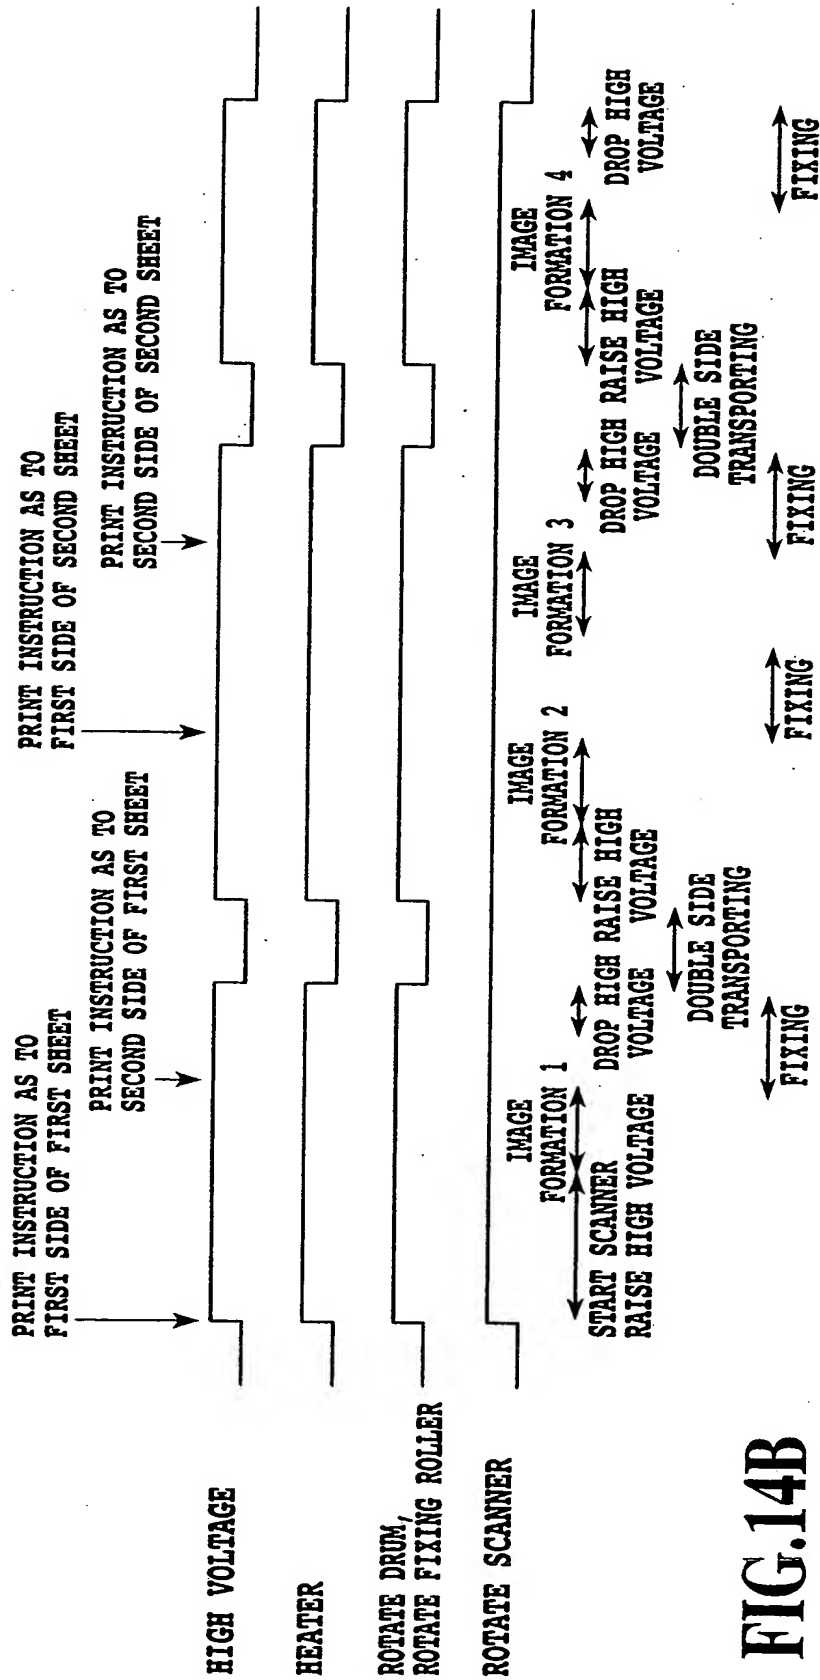 PRINT INSTRUCTION AS TO
FIRST SIDE OF FIRST SHEET
PRINT INSTRUCTION AS TO
SECOND SIDE OF FIRST SHEET
PRINT INSTRUCTION AS TO
FIRST SIDE OF SECOND SHEET
PRINT INSTRUCTION AS TO
SECOND SIDE OF SECOND SHEET
HIGH VOLTAGE
HEATER
ROTATE DRUM,
ROTATE FIXING ROLLER
ROTATE SCANNER
IMAGE
FORMATION 1
IMAGE
FORMATION 2
IMAGE
FORMATION 3
IMAGE
FORMATION 4
START SCANNER
RAISE HIGH VOLTAGE
DROP HIGH
VOLTAGE
RAISE HIGH
VOLTAGE
DROP HIGH
VOLTAGE
RAISE HIGH
VOLTAGE
DROP HIGH
VOLTAGE
DOUBLE SIDE
TRANSPORTING
DOUBLE SIDE
TRANSPORTING
FIXING
FIXING
FIXING
FIXING
FIG.14B